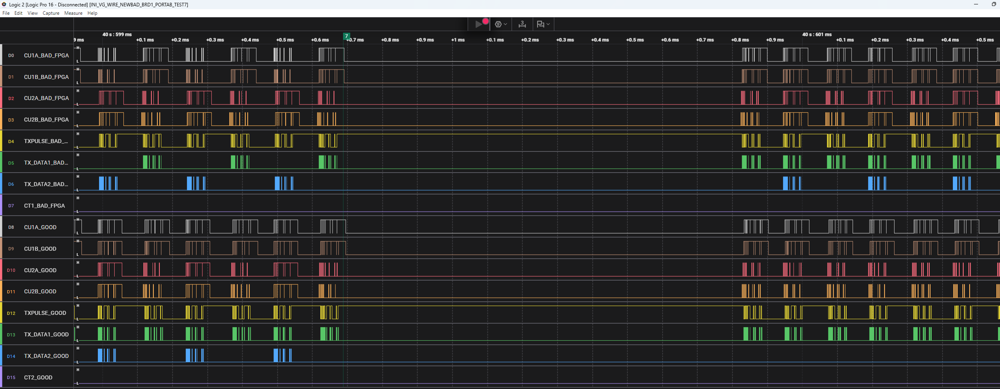 Logic 2 [Logic Pro 16 - Disconnected] [INI_VG_WIRE_NEWBAD_BRD1_PORTAB_TEST7]
File Edit View Capture Measure Help
3
40 s : 599 ms 40 s : 601 ms
9 ms +0.1 ms +0.2 ms +0.3 ms +0.4 ms +0.5 ms +0.6 ms 7 +0.7 ms +0.8 ms +0.9 ms +1 ms +0.1 ms +0.2 ms +0.3 ms +0.4 ms +0.5 ms +0.6 ms +0.7 ms +0.8 ms +0.9 ms +0.1 ms +0.2 ms +0.3 ms +0.4 ms +0.5 ms
H
D0 CU1A_BAD_FPGA
L
H
D1 CU1B_BAD_FPGA
L
H
D2 CU2A_BAD_FPGA
L
H
D3 CU2B_BAD_FPGA
L
H
D4 TXPULSE_BAD_...
L
H
D5 TX_DATA1_BAD...
L
H
D6 TX_DATA2_BAD...
L
H
D7 CT1_BAD_FPGA
L
H
D8 CU1A_GOOD
L
H
D9 CU1B_GOOD
L
H
D10 CU2A_GOOD
L
H
D11 CU2B_GOOD
L
H
D12 TXPULSE_GOOD
L
H
D13 TX_DATA1_GOOD
L
H
D14 TX_DATA2_GOOD
L
H
D15 CT2_GOOD
L